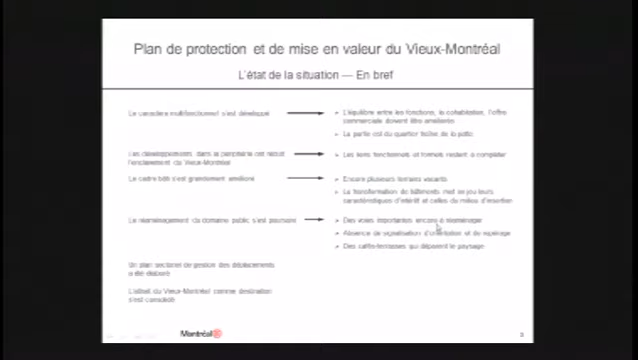 Plan de protection et de mise en valeur du Vieux-Montréal
L'état de la situation — En bref
Le caractère multifonctionnel s'est développé
L'équilibre entre les fonctions, la cohabitation, l'offre
commerciale doivent être améliorés
La partie est du quartier
Les développements dans la périphérie ont réduit
l'enclavement du Vieux-Montréal
Les liens fonctionnels et formels restent à compléter
Le cadre bâti s'est grandement amélioré
Encore plusieurs terrains vacants
La transformation de bâtiments met en jeu leurs
caractéristiques d'intérêt et celles du milieu d'insertion
Le réaménagement du domaine public s'est poursuivi
Des voies importantes encore à réaménager
Absence de signalisation d'orientation et de repérage
Des cafés-terrasses qui déparent le paysage
Un plan sectoriel de gestion des déplacements
a été élaboré
L'attrait du Vieux-Montréal comme destination
s'est consolidé
Montréal